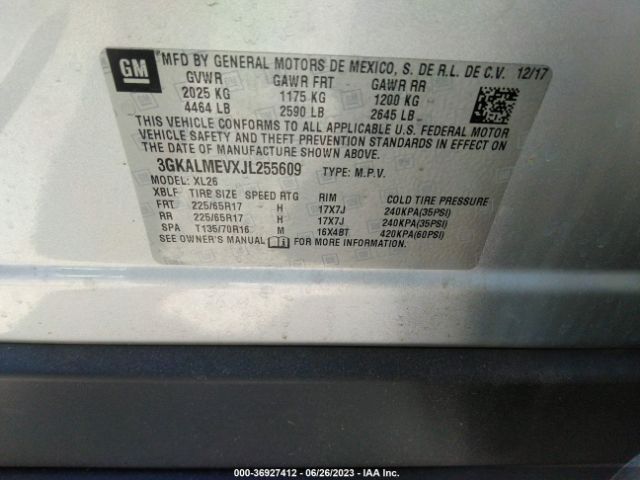 GM
MFD BY GENERAL MOTORS DE MEXICO, S. DE R.L. DE C.V. 12/17
GVWR GAWR FRT GAWR RR
2025 KG 1175 KG 1200 KG
4464 LB 2590 LB 2645 LB
THIS VEHICLE CONFORMS TO ALL APPLICABLE U.S. FEDERAL MOTOR
VEHICLE SAFETY AND THEFT PREVENTION STANDARDS IN EFFECT ON
THE DATE OF MANUFACTURE SHOWN ABOVE.
3GKALMEVXJL255609 TYPE: M.P.V.
MODEL: XL26
XBLF TIRE SIZE SPEED RTG RIM COLD TIRE PRESSURE
FRT 225/65R17 H 17X7J 240KPA(35PSI)
RR 225/65R17 H 17X7J 240KPA(35PSI)
SPA T135/70R16 M 16X4BT 420KPA(60PSI)
SEE OWNER'S MANUAL FOR MORE INFORMATION.
000-36927412 - 06/26/2023 - IAA Inc.